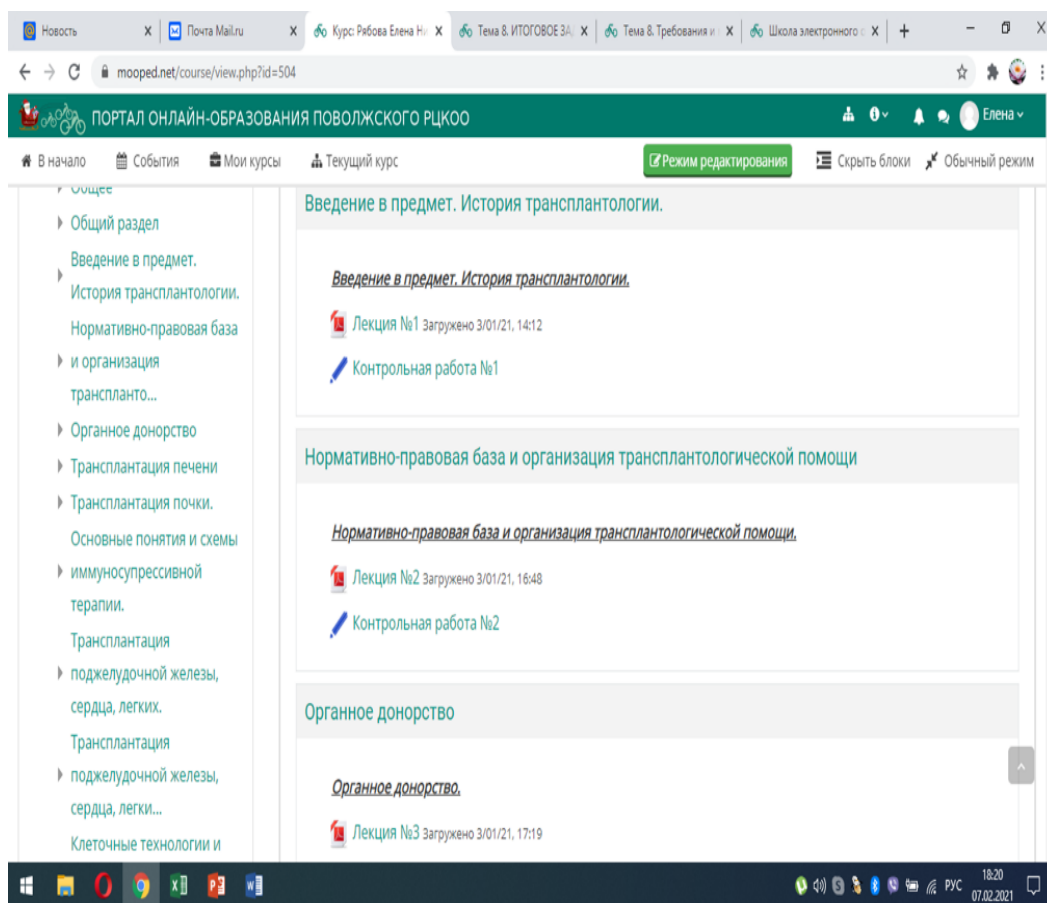 Новость
Почта Mail.ru
Курс: Рябова Елена Ни
Тема 8. ИТОГОВОЕ ЗА
Тема 8. Требования и
Школа электронного
mooped.net/course/view.php?id=504
ПОРТАЛ ОНЛАЙН-ОБРАЗОВАНИЯ ПОВОЛЖСКОГО РЦКОО
Елена
В начало
События
Мои курсы
Текущий курс
Режим редактирования
Скрыть блоки
Обычный режим
Общее
Общий раздел
Введение в предмет.
История трансплантологии.
Нормативно-правовая база
и организация
транспланто...
Органное донорство
Трансплантация печени
Трансплантация почки.
Основные понятия и схемы
иммуносупрессивной
терапии.
Трансплантация
поджелудочной железы,
сердца, легких.
Трансплантация
поджелудочной железы,
сердца, легки...
Клеточные технологии и
Введение в предмет. История трансплантологии.
Введение в предмет. История трансплантологии.
Лекция №1 Загружено 3/01/21, 14:12
Контрольная работа №1
Нормативно-правовая база и организация трансплантологической помощи
Нормативно-правовая база и организация трансплантологической помощи.
Лекция №2 Загружено 3/01/21, 16:48
Контрольная работа №2
Органное донорство
Органное донорство.
Лекция №3 Загружено 3/01/21, 17:19
РУС
18:20
07.02.2021